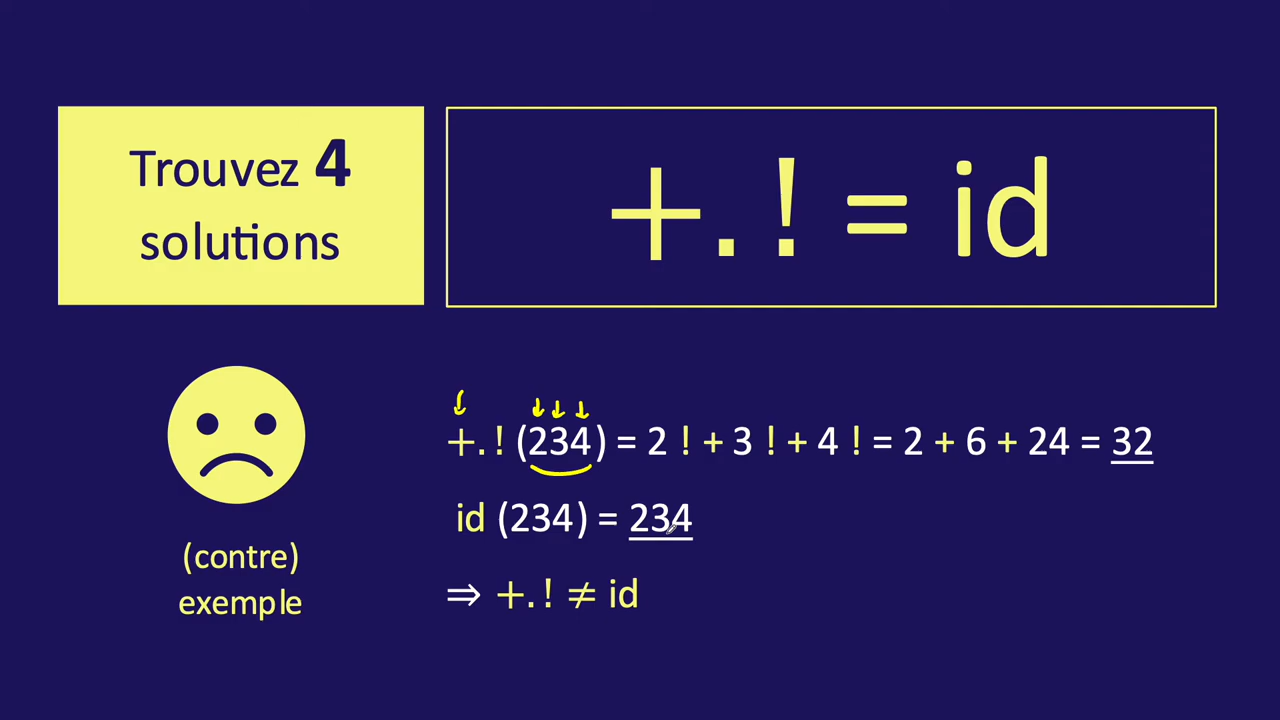 Trouvez 4
solutions
+. ! = id
+. ! (234) = 2 ! + 3 ! + 4 ! = 2 + 6 + 24 = 32
id (234) = 234
(contre)
exemple
⇒ +. ! ≠ id